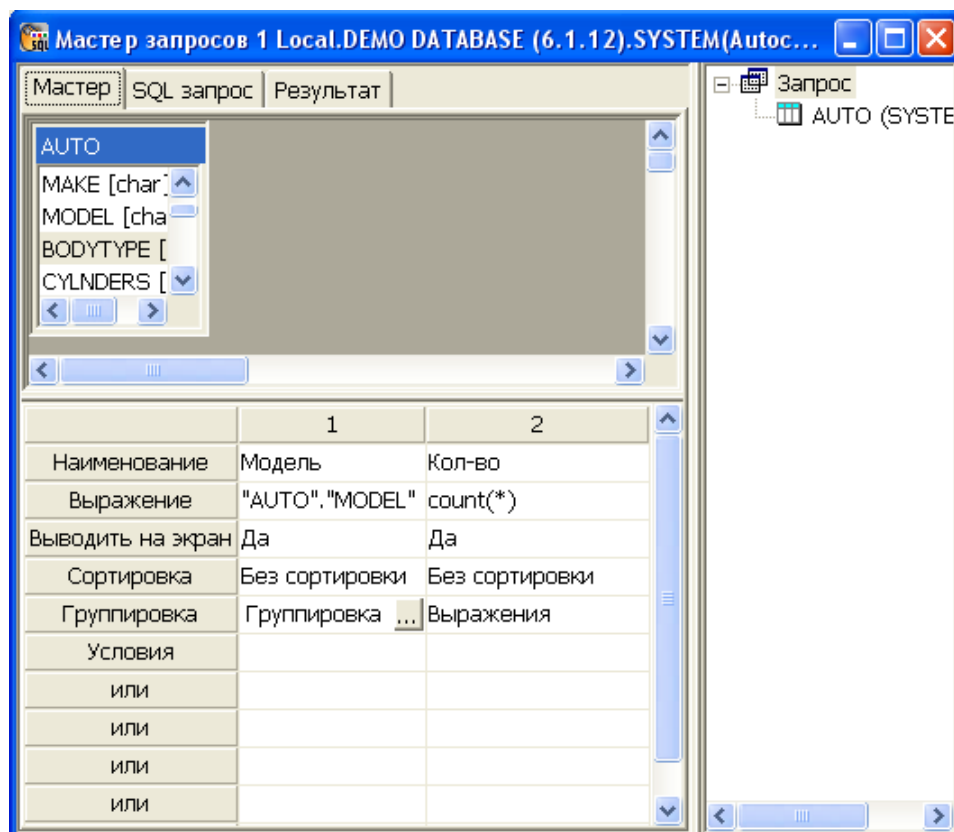 Мастер запросов 1 Local.DEMO DATABASE (6.1.12).SYSTEM(Autoc...
Мастер SQL запрос Результат
AUTO
MAKE [char]
MODEL [cha
BODYTYPE [
CYLNDERS [
1 2
Наименование Модель Кол-во
Выражение "AUTO"."MODEL" count(*)
Выводить на экран Да Да
Сортировка Без сортировки Без сортировки
Группировка Группировка ... Выражения
Условия
или
или
или
или
Запрос
AUTO (SYSTE